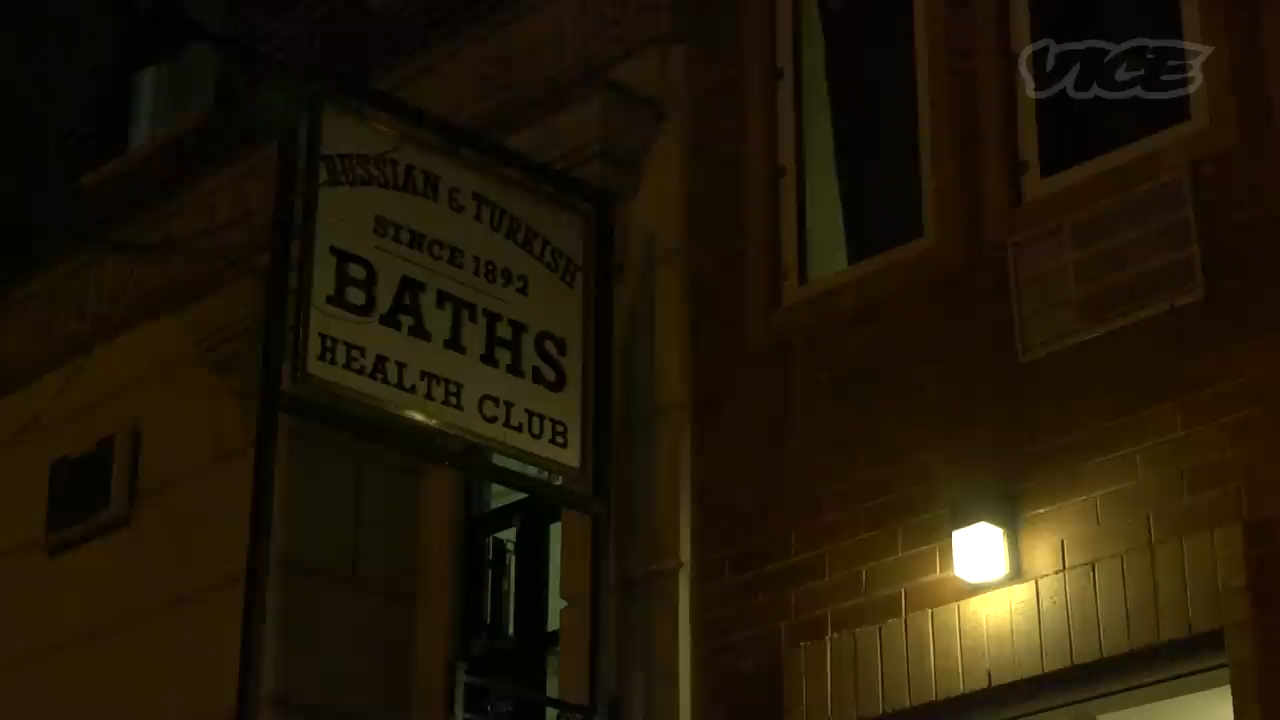 VICE
RUSSIAN & TURKISH
SINCE 1892
BATHS
HEALTH CLUB